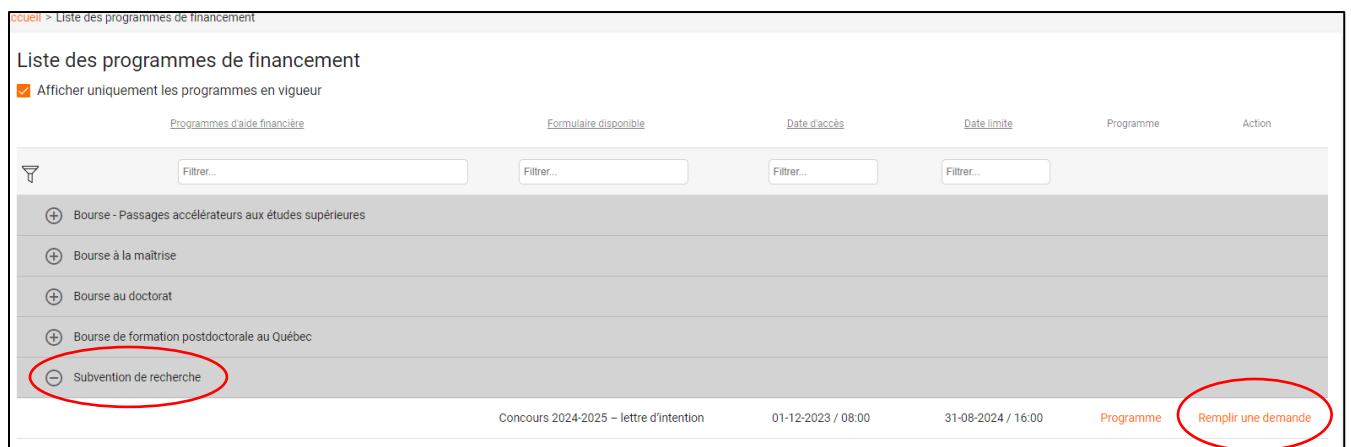 ccueil > Liste des programmes de financement
Liste des programmes de financement
Afficher uniquement les programmes en vigueur
Programmes d'aide financière Formulaire disponible Date d'accès Date limite Programme Action
Filtrer... Filtrer... Filtrer... Filtrer...
Bourse - Passages accélérateurs aux études supérieures
Bourse à la maîtrise
Bourse au doctorat
Bourse de formation postdoctorale au Québec
Subvention de recherche
Concours 2024-2025 – lettre d'intention 01-12-2023 / 08:00 31-08-2024 / 16:00 Programme Remplir une demande